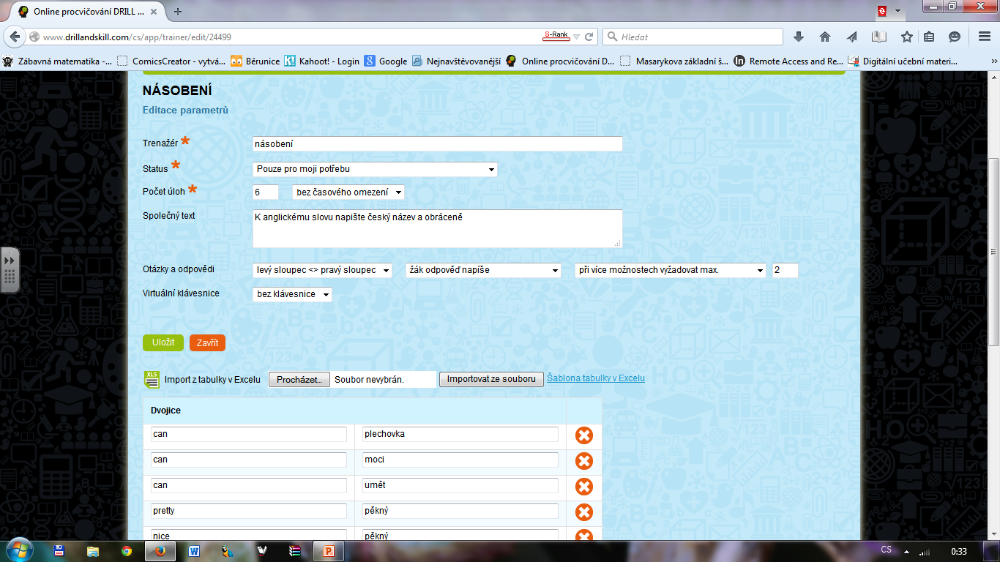 Online procvičování DRILL ...
www.drillandskill.com/cs/app/trainer/edit/24499
S-Rank
Hledat
Zábavná matematika -...
ComicsCreator - vytvá...
Bérunice
Kahoot! - Login
Google
Nejnavštěvovanější
Online procvičování D...
Masarykova základní š...
Remote Access and Re...
Digitální učební materi...
NÁSOBENÍ
Editace parametrů
Trenažér * násobení
Status * Pouze pro moji potřebu
Počet úloh * 6 bez časového omezení
Společný text K anglickému slovu napište český název a obráceně
Otázky a odpovědi levý sloupec <> pravý sloupec žák odpověď napíše při více možnostech vyžadovat max. 2
Virtuální klávesnice bez klávesnice
Uložit Zavřít
XLS Import z tabulky v Excelu Procházet... Soubor nevybrán. Importovat ze souboru Šablona tabulky v Excelu
Dvojice
can plechovka
can moci
can umět
pretty pěkný
nice pěkný
CS 0:33